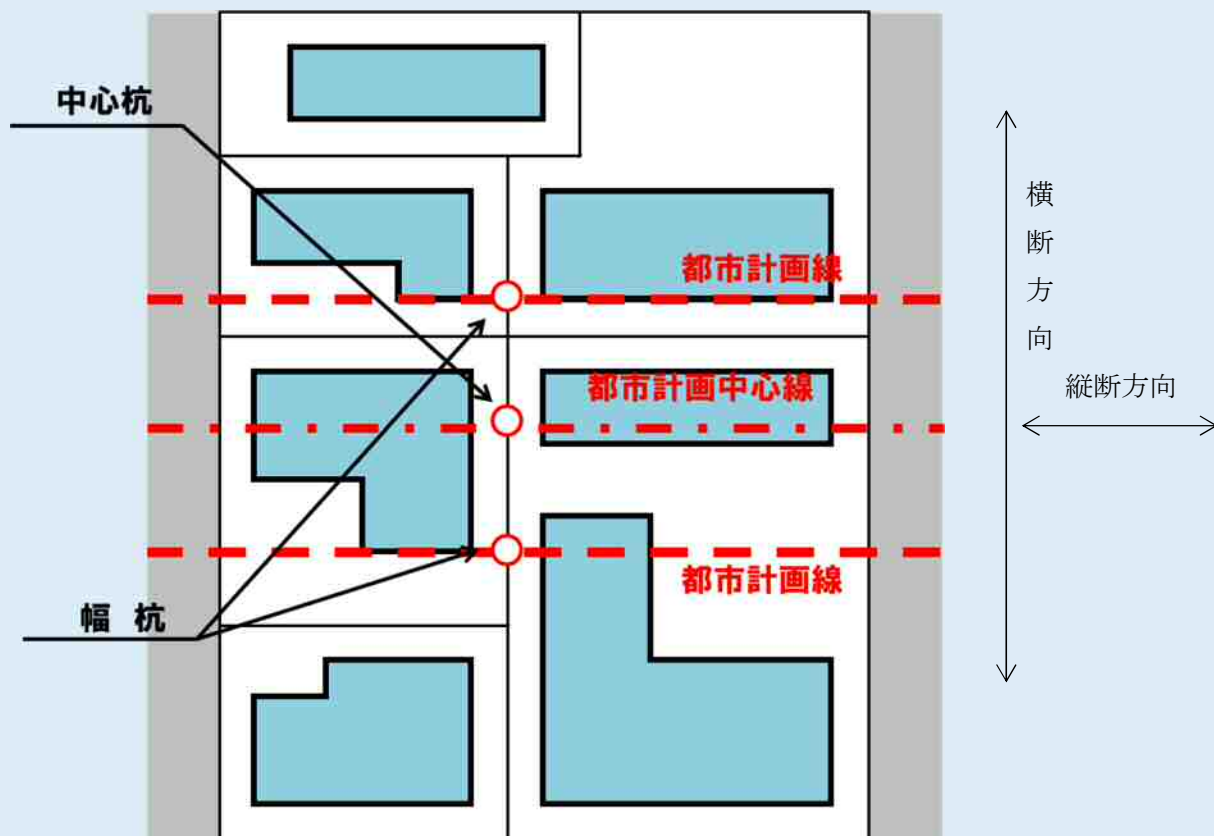 中心杭
横断方向
都市計画線
都市計画中心線
縦断方向
都市計画線
幅 杭